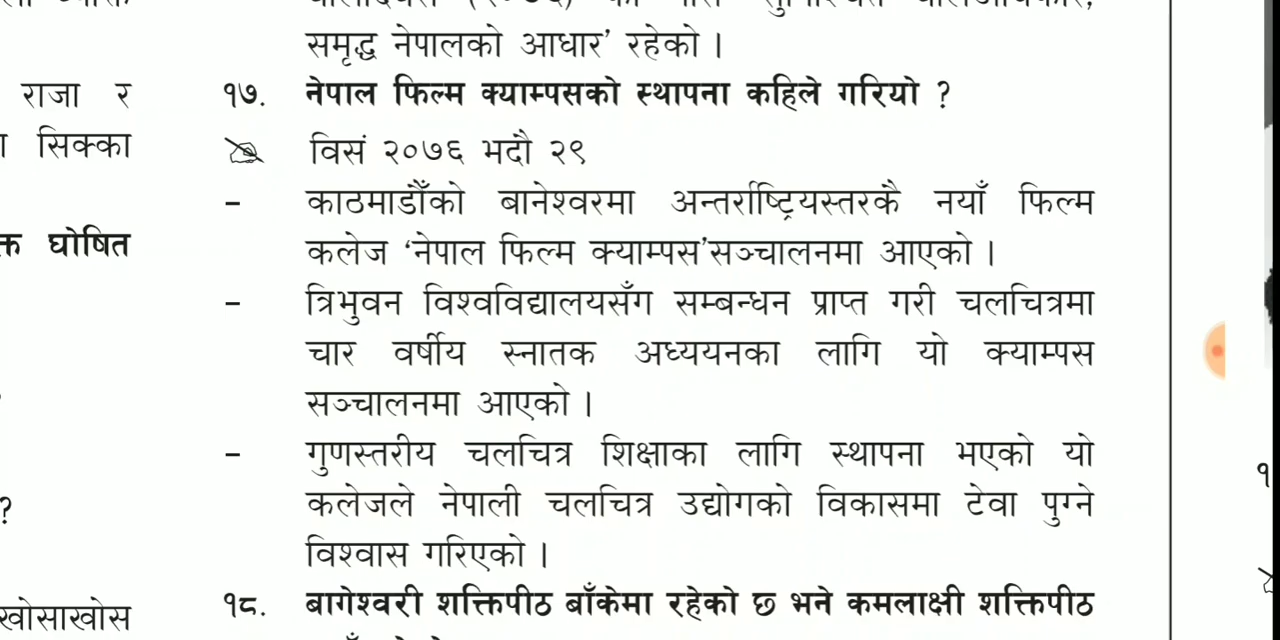 समृद्ध नेपालको आधार’ रहेको ।
राजा र
सिक्का
घोषित
?
खोसाखोस
१७. नेपाल फिल्म क्याम्पसको स्थापना कहिले गरियो ?
विसं २०७६ भदौ २९
– काठमाडौँको बानेश्वरमा अन्तर्राष्ट्रियस्तरकै नयाँ फिल्म
कलेज ‘नेपाल फिल्म क्याम्पस’सञ्चालनमा आएको ।
– त्रिभुवन विश्वविद्यालयसँग सम्बन्धन प्राप्त गरी चलचित्रमा
चार वर्षीय स्नातक अध्ययनका लागि यो क्याम्पस
सञ्चालनमा आएको ।
– गुणस्तरीय चलचित्र शिक्षाका लागि स्थापना भएको यो
कलेजले नेपाली चलचित्र उद्योगको विकासमा टेवा पुग्ने
विश्वास गरिएको ।
१८. बागेश्वरी शक्तिपीठ बाँकेमा रहेको छ भने कमलाक्षी शक्तिपीठ